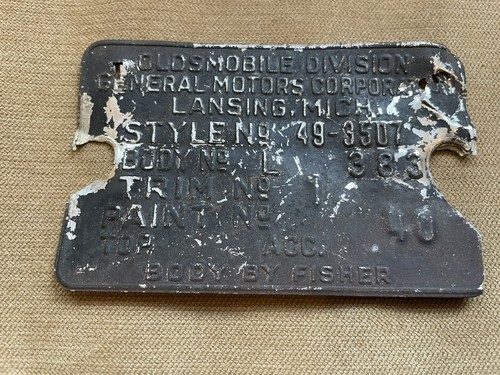 OLDSMOBILE DIVISION
GENERAL MOTORS CORPORATION
LANSING, MICH.
STYLE NO 49-3507
BODY NO L 383
TRIM NO 1
PAINT NO 40
TOP ACC.
BODY BY FISHER